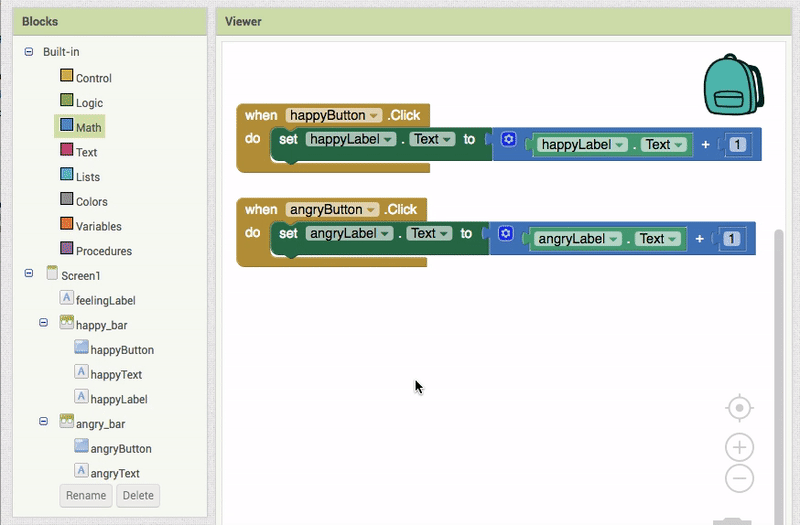 Blocks
Built-in
Control
Logic
Math
Text
Lists
Colors
Variables
Procedures
Screen1
feelingLabel
happy_bar
happyButton
happyText
happyLabel
angry_bar
angryButton
angryText
Rename Delete
Viewer
when happyButton .Click
do set happyLabel . Text to happyLabel . Text + 1
when angryButton .Click
do set angryLabel . Text to angryLabel . Text + 1